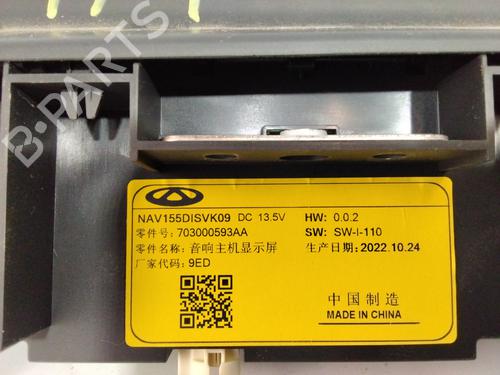 B-PARTS
NAV155DISVK09 DC 13.5V HW: 0.0.2
零件号: 703000593AA SW: SW-I-110
零件名称: 音响主机显示屏 生产日期: 2022.10.24
厂家代码: 9ED
中国制造
MADE IN CHINA